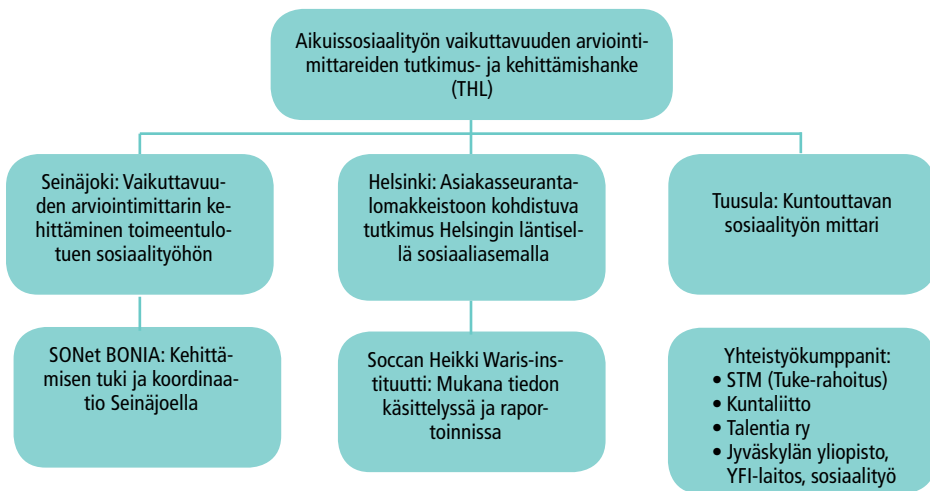 Aikuissosiaalityön vaikuttavuuden arviointi-
mittareiden tutkimus- ja kehittämishanke
(THL)
Seinäjoki: Vaikuttavuu-
den arviointimittarin ke-
hittäminen toimeentulo-
tuen sosiaalityöhön
Helsinki: Asiakasseuranta-
lomakkeistoon kohdistuva
tutkimus Helsingin läntisel-
lä sosiaaliasemalla
Tuusula: Kuntouttavan
sosiaalityön mittari
SONet BONIA: Kehittä-
misen tuki ja koordinaa-
tio Seinäjoella
Soccan Heikki Waris-ins-
tituutti: Mukana tiedon
käsittelyssä ja rapor-
toinnissa
Yhteistyökumppanit:
• STM (Tuke-rahoitus)
• Kuntaliitto
• Talentia ry
• Jyväskylän yliopisto,
YFI-laitos, sosiaalityö